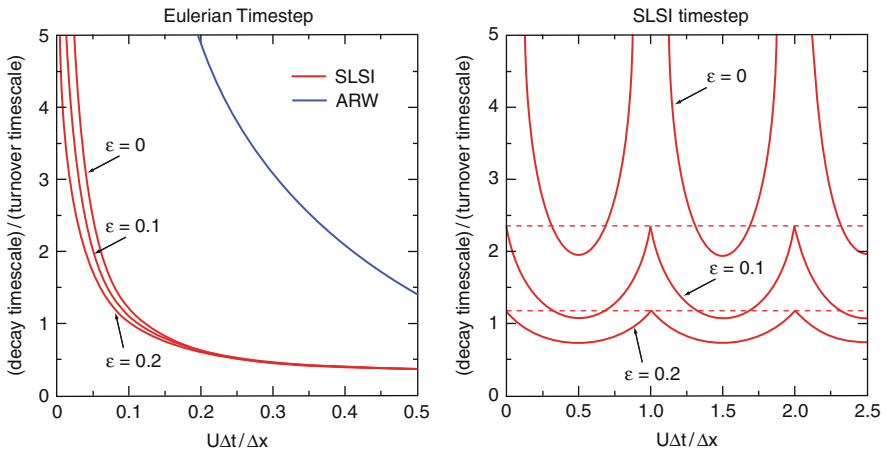 Eulerian Timestep
(decay timescale)/(turnover timescale)
5
4
3
2
1
0
SLSI
ARW
ε = 0
ε = 0.1
ε = 0.2
0 0.1 0.2 0.3 0.4 0.5
UΔt/Δx
SLSI timestep
(decay timescale)/(turnover timescale)
5
4
3
2
1
0
ε = 0
ε = 0.1
ε = 0.2
0 0.5 1.0 1.5 2.0 2.5
UΔt/Δx